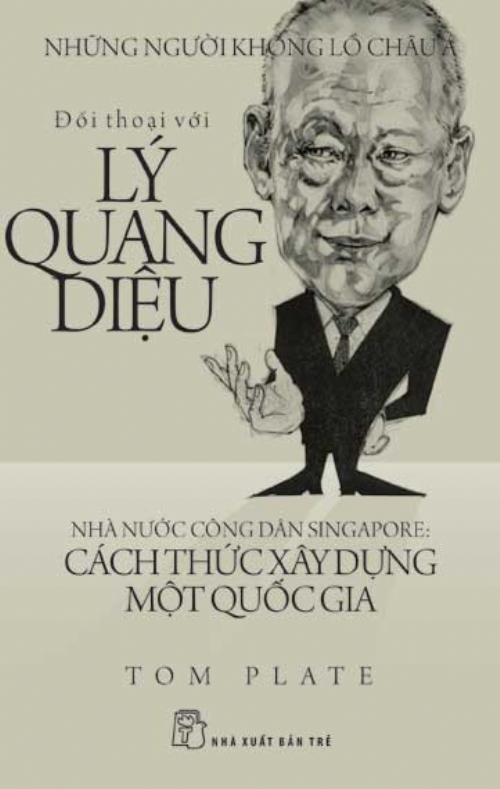 NHỮNG NGƯỜI KHỔNG LỒ CHÂU Á
Đối thoại với
LÝ
QUANG
DIỆU
NHÀ NƯỚC CÔNG DÂN SINGAPORE:
CÁCH THỨC XÂY DỰNG
MỘT QUỐC GIA
TOM PLATE
NHÀ XUẤT BẢN TRẺ